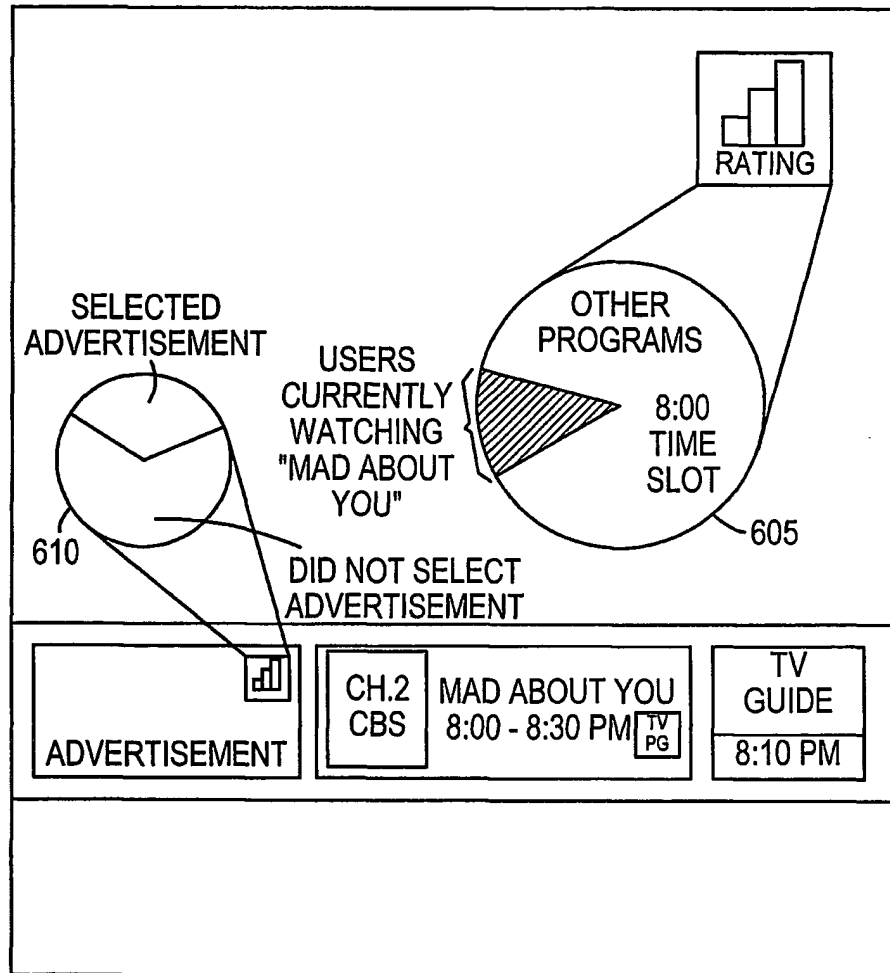 RATING
OTHER
PROGRAMS
8:00
TIME
SLOT
605
USERS
CURRENTLY
WATCHING
"MAD ABOUT
YOU"
SELECTED
ADVERTISEMENT
610
DID NOT SELECT
ADVERTISEMENT
ADVERTISEMENT
CH.2
CBS
MAD ABOUT YOU
8:00 - 8:30 PM
TV
PG
TV
GUIDE
8:10 PM